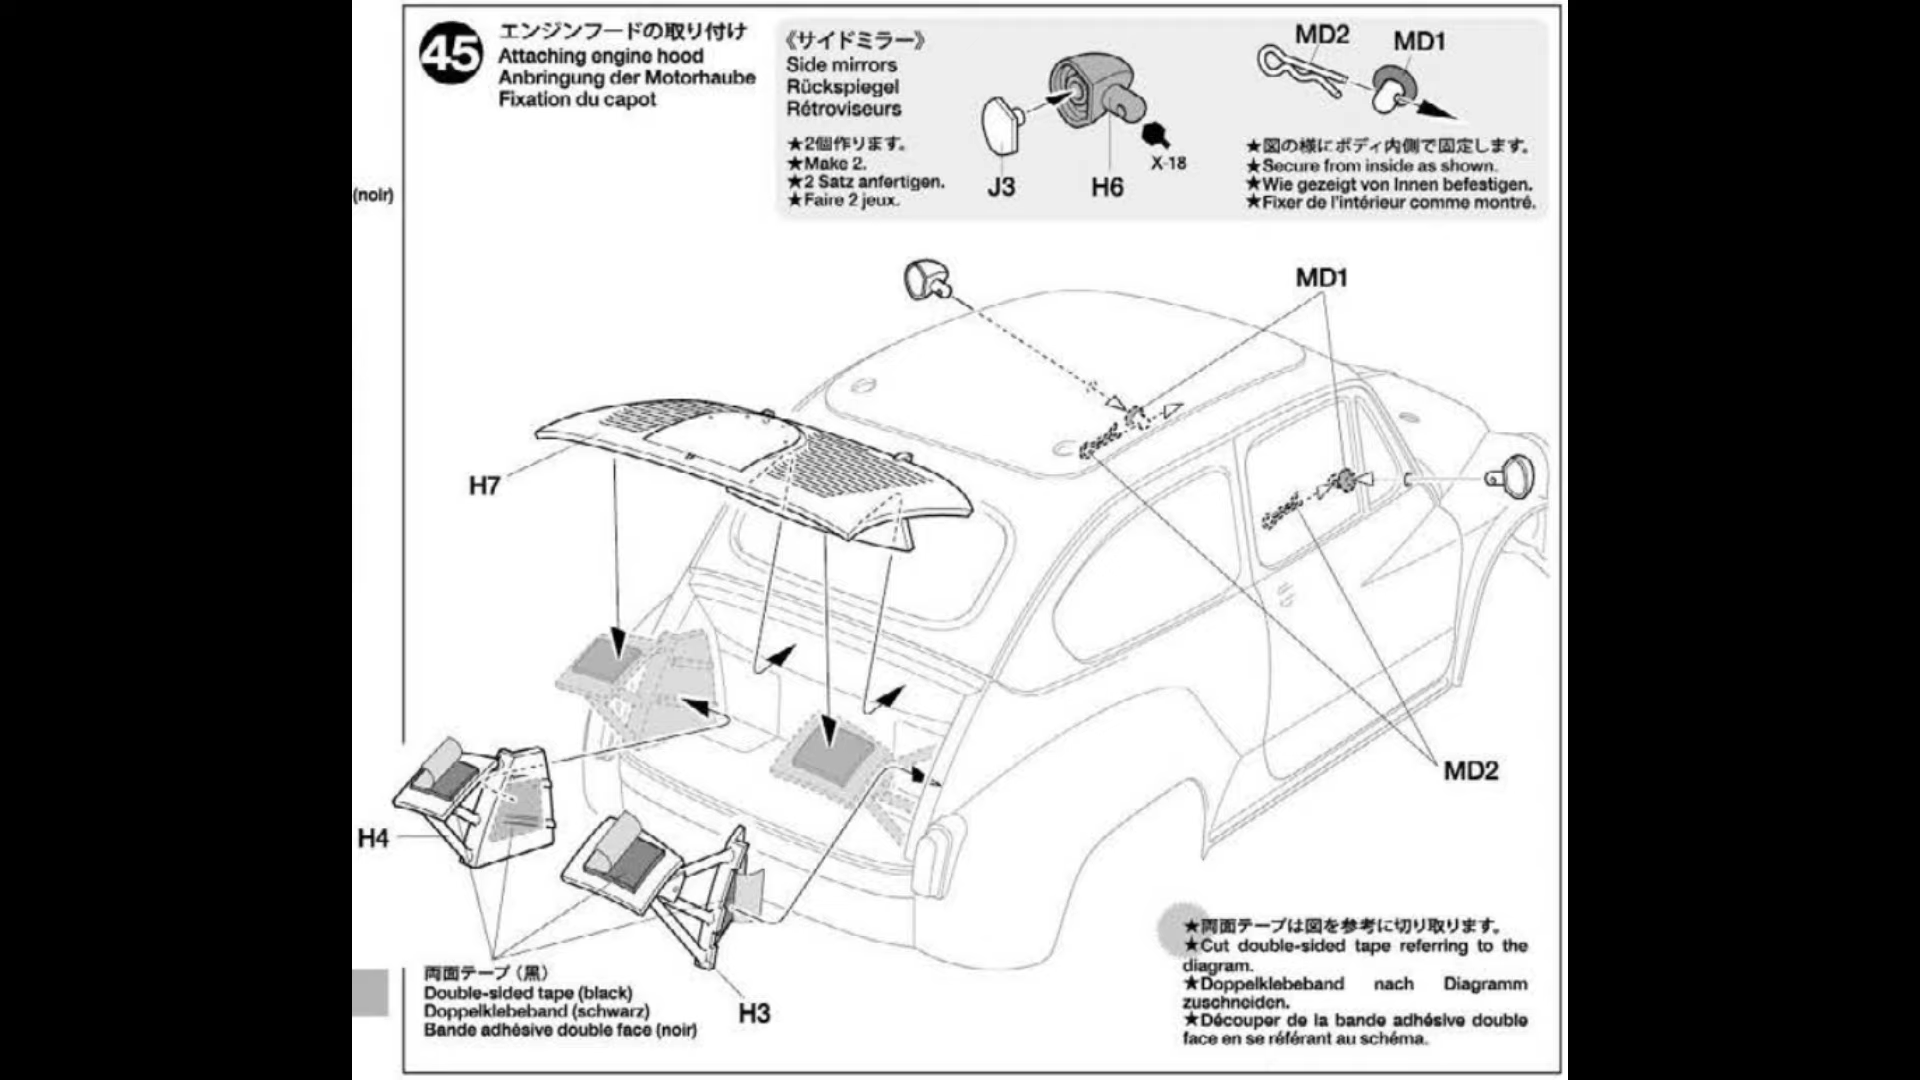 45
エンジンフードの取り付け
Attaching engine hood
Anbringung der Motorhaube
Fixation du capot
《サイドミラー》
Side mirrors
Rückspiegel
Rétroviseurs
★2個作ります。
★Make 2.
★2 Satz anfertigen.
★Faire 2 jeux.
J3
H6
X-18
MD2
MD1
★図の様にボディ内側で固定します。
★Secure from inside as shown.
★Wie gezeigt von Innen befestigen.
★Fixer de l'intérieur comme montré.
(noir)
MD1
H7
MD2
H4
H3
両面テープ（黒）
Double-sided tape (black)
Doppelklebeband (schwarz)
Bande adhésive double face (noir)
★両面テープは図を参考に切り取ります。
★Cut double-sided tape referring to the
diagram.
★Doppelklebeband nach Diagramm
zuschneiden.
★Découper de la bande adhésive double
face en se référant au schéma.